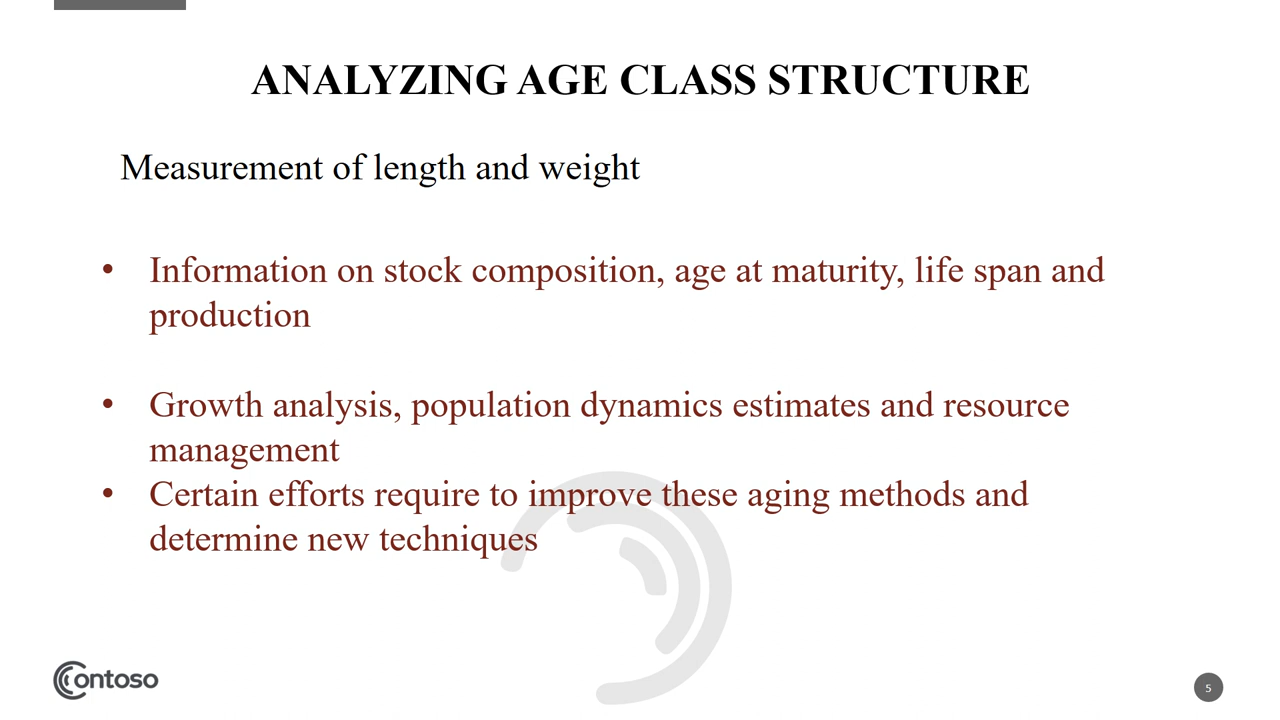 ANALYZING AGE CLASS STRUCTURE
Measurement of length and weight
• Information on stock composition, age at maturity, life span and
production
• Growth analysis, population dynamics estimates and resource
management
• Certain efforts require to improve these aging methods and
determine new techniques
Contoso
5